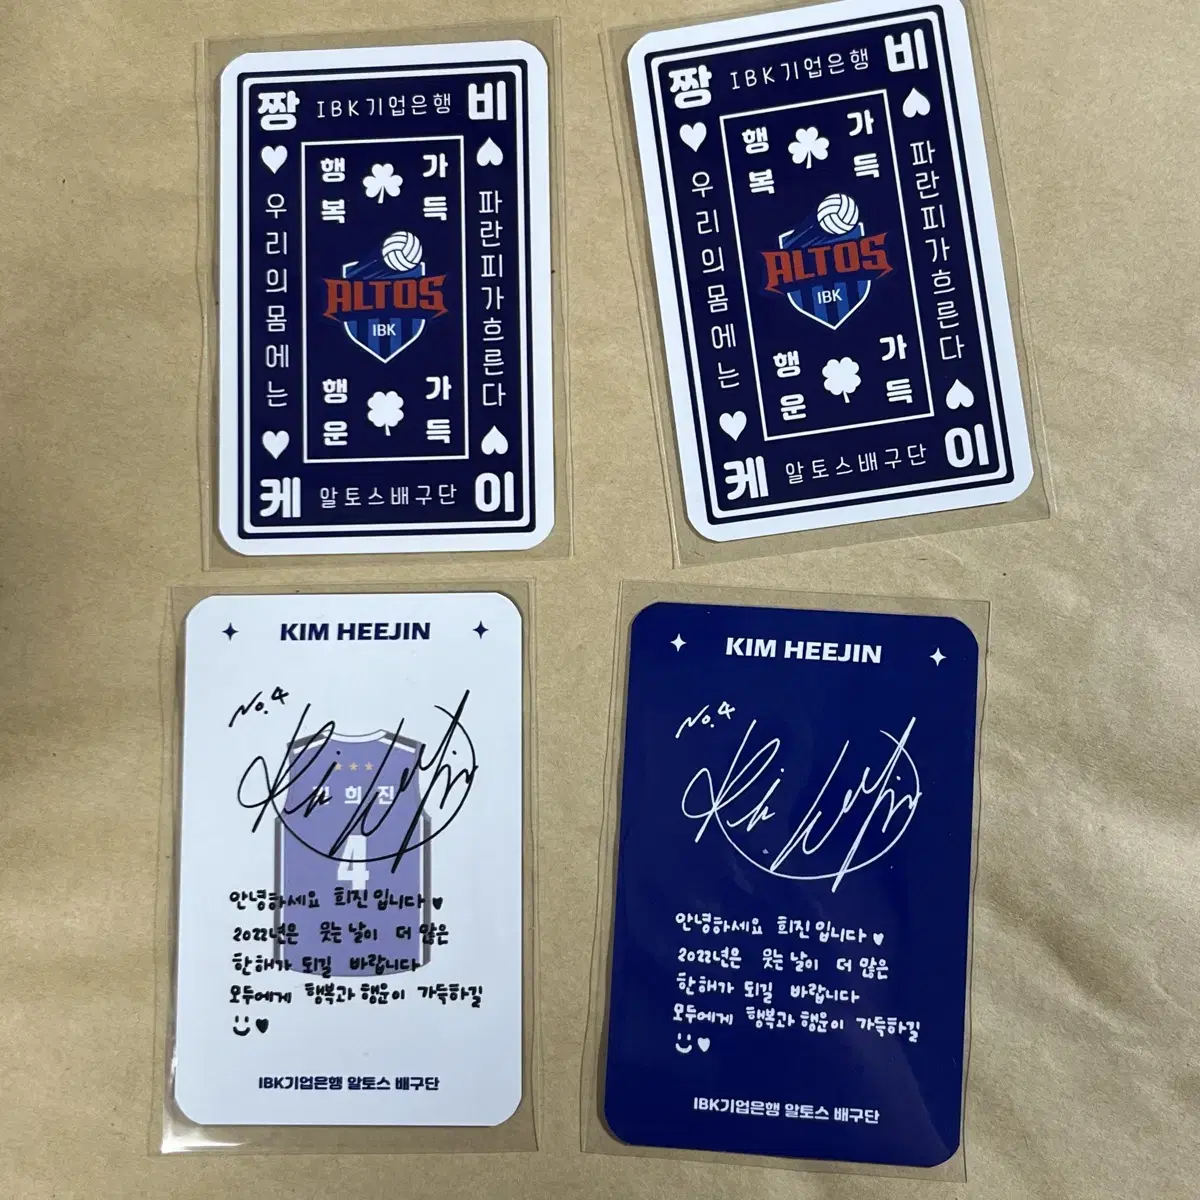 짱 IBK기업은행 비
우리의몸에는
파란피가흐른다
행복 가득
ALTOS
IBK
행운 가득
케 알토스배구단 이
짱 IBK기업은행 비
우리의몸에는
파란피가흐른다
행복 가득
ALTOS
IBK
행운 가득
케 알토스배구단 이
KIM HEEJIN
No.4
희진
4
안녕하세요 희진입니다♥
2022년은 웃는 날이 더 많은
한해가 되길 바랍니다
모두에게 행복과 행운이 가득하길
IBK기업은행 알토스 배구단
KIM HEEJIN
No.4
안녕하세요 희진입니다♥
2022년은 웃는 날이 더 많은
한해가 되길 바랍니다
모두에게 행복과 행운이 가득하길
IBK기업은행 알토스 배구단